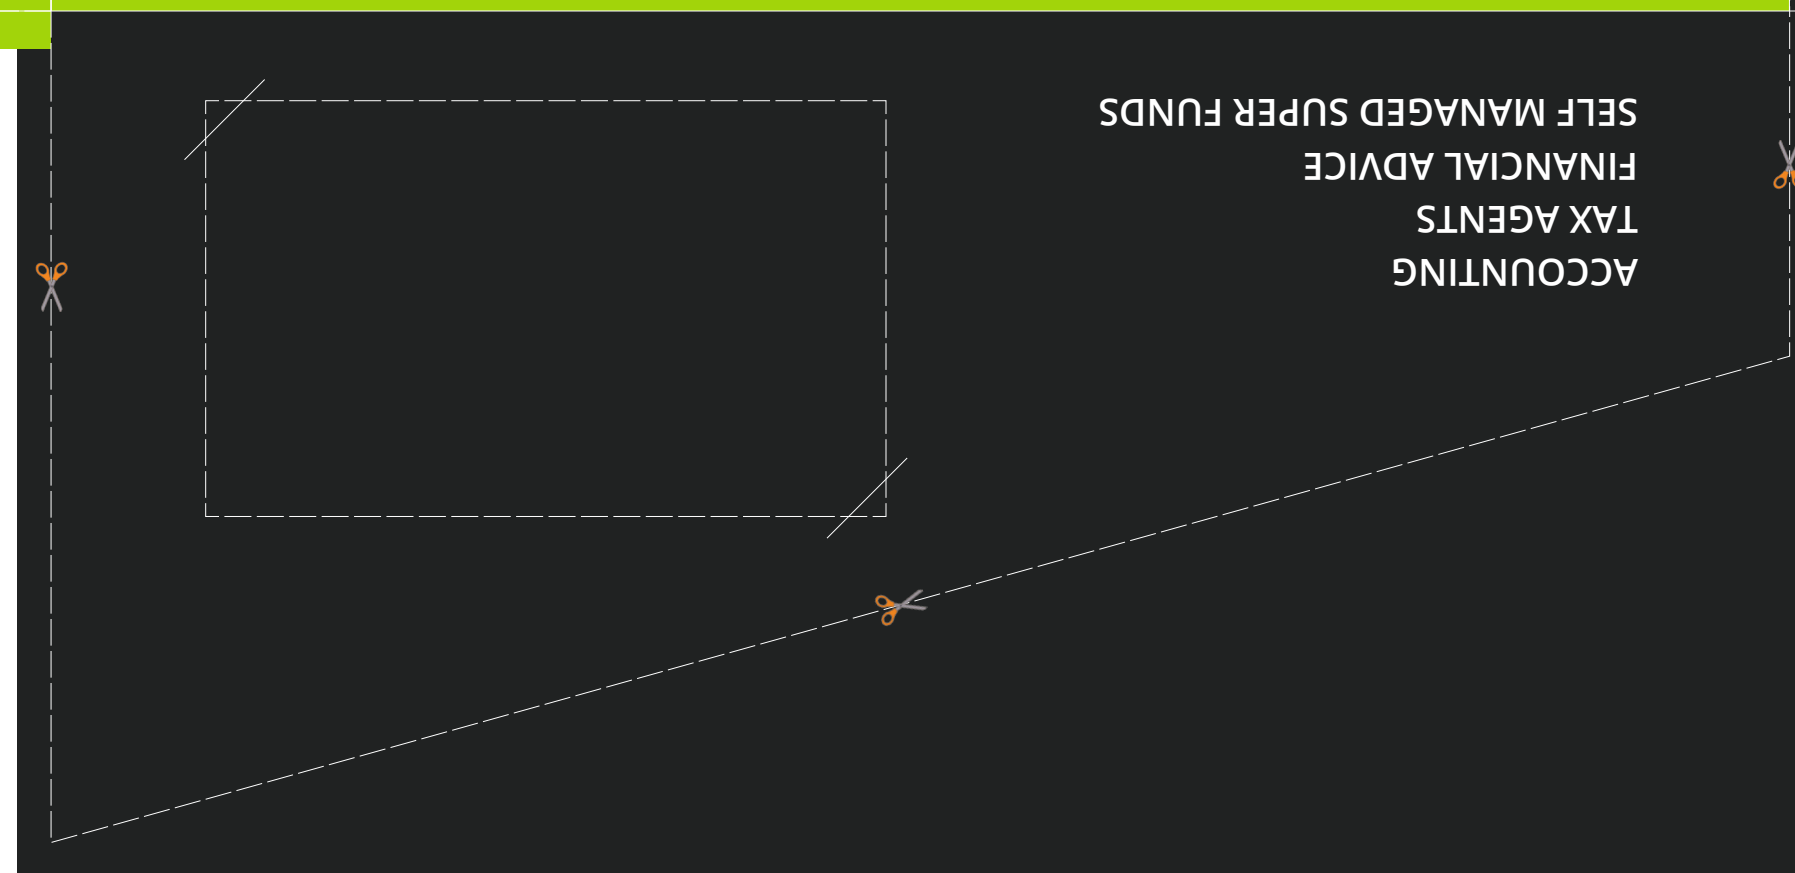 ACCOUNTING
TAX AGENTS
FINANCIAL ADVICE
SELF MANAGED SUPER FUNDS